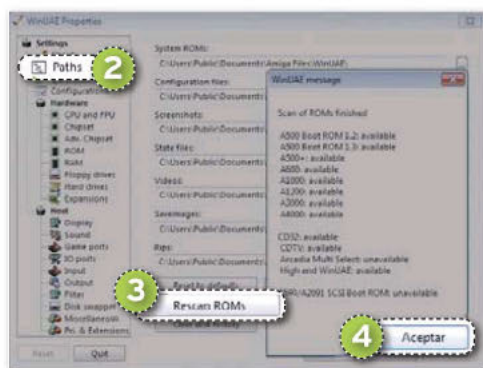 WinUAE Properties
Settings
Paths
2
Configurations
Hardware
CPU and FPU
Chipset
Adv. Chipset
ROM
RAM
Floppy drives
Hard drives
Expansions
Host
Display
Sound
Game ports
IO ports
Input
Output
Filter
Disk swapper
Miscellaneous
Pri. & Extensions
Reset
Quit
System ROMs:
C:\Users\Public\Documents\Amiga Files\WinUAE\
Configuration files:
C:\Users\Public\Documents\
Screenshots:
C:\Users\Public\Documents\
State files:
C:\Users\Public\Documents\
Videos:
C:\Users\Public\Documents\
Saveimages:
C:\Users\Public\Documents\
Rips:
C:\Users\Public\Documents\
Reset to defaults
3
Rescan ROMs
WinUAE message
Scan of ROMs finished
A500 Boot ROM 1.2: available
A500 Boot ROM 1.3: available
A500+: available
A600: available
A1000: available
A1200: available
A3000: available
A4000: available
CD32: available
CDTV: available
Arcadia Multi Select: unavailable
High end WinUAE: available
A590/A2091 SCSI Boot ROM: unavailable
4
Aceptar